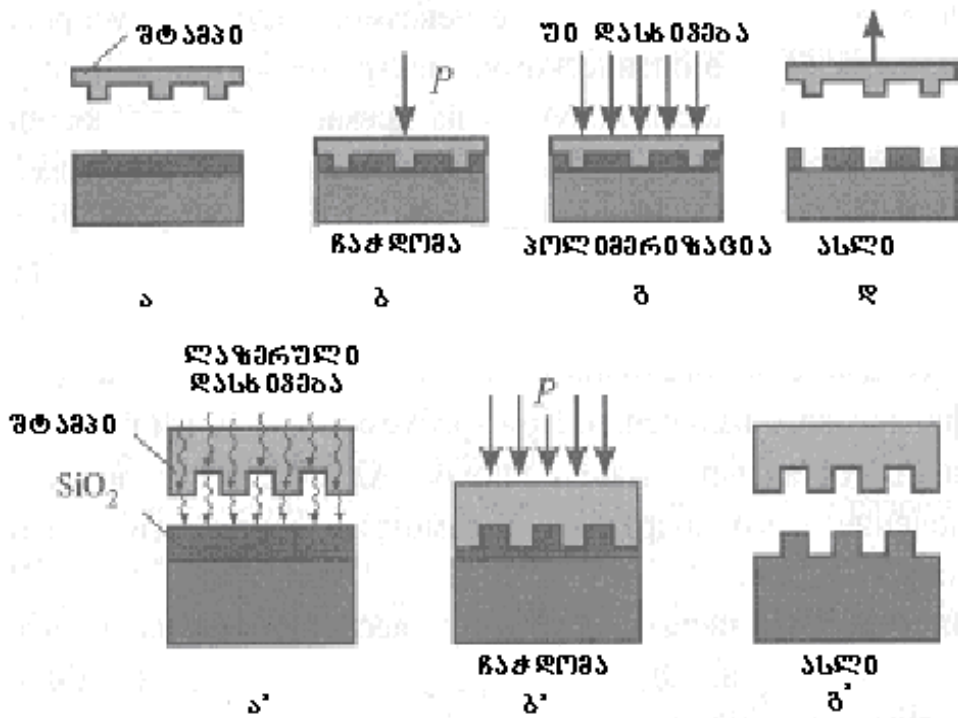 შტამპი
P
უი დასხივება
ჩაჭდომა
პოლიმერიზაცია
ასლი
ა
ბ
გ
დ
ლაზერული
დასხივება
შტამპი
SiO₂
P
ჩაჭდომა
ასლი
ა'
ბ'
გ'